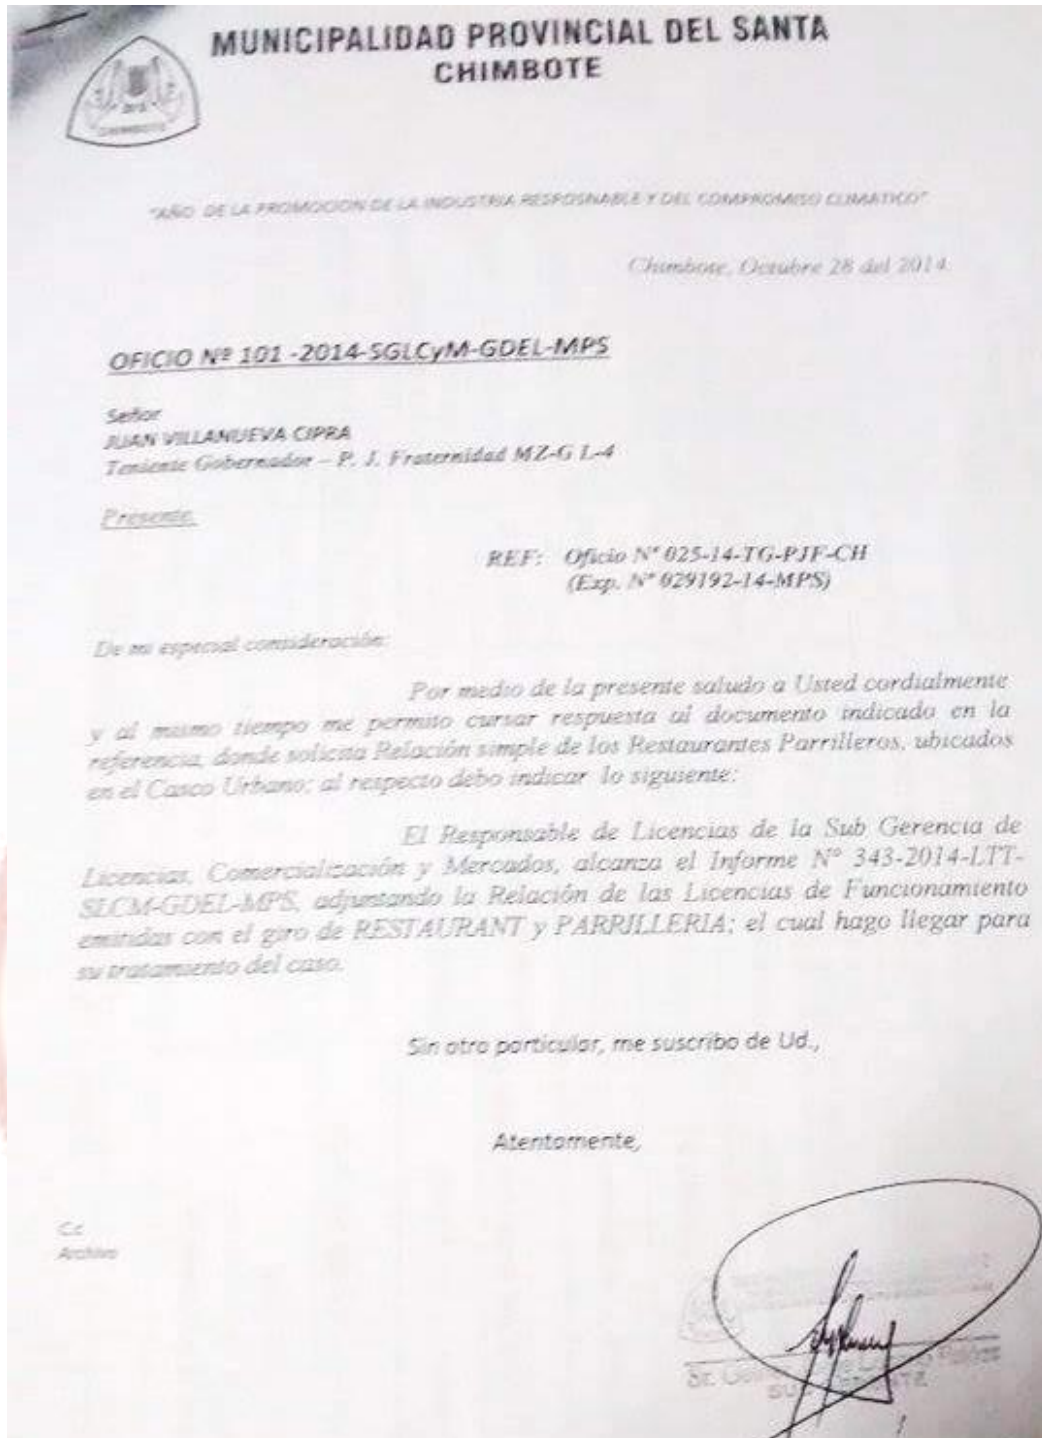 MUNICIPALIDAD PROVINCIAL DEL SANTA
CHIMBOTE
CHIMBOTE
"AÑO DE LA PROMOCION DE LA INDUSTRIA RESPOSNABLE Y DEL COMPROMISO CLIMATICO"
Chimbote, Octubre 28 del 2014
OFICIO Nº 101 -2014-SGLCyM-GDEL-MPS
Señor
JUAN VILLANUEVA CIPRA
Teniente Gobernador – P. J. Fraternidad MZ-G L-4
Presente.
REF: Oficio N° 025-14-TG-PJF-CH
(Exp. N° 029192-14-MPS)
De mi especial consideración:
Por medio de la presente saludo a Usted cordialmente
y al mismo tiempo me permito cursar respuesta al documento indicado en la
referencia, donde solicita Relación simple de los Restaurantes Parrilleros, ubicados
en el Casco Urbano; al respecto debo indicar lo siguiente:
El Responsable de Licencias de la Sub Gerencia de
Licencias, Comercialización y Mercados, alcanza el Informe N° 343-2014-LTT-
SLCM-GDEL-MPS, adjuntando la Relación de las Licencias de Funcionamiento
emitidas con el giro de RESTAURANT y PARRILLERIA; el cual hago llegar para
su tratamiento del caso.
Sin otro particular, me suscribo de Ud.,
Atentamente,
C.c
Archivo